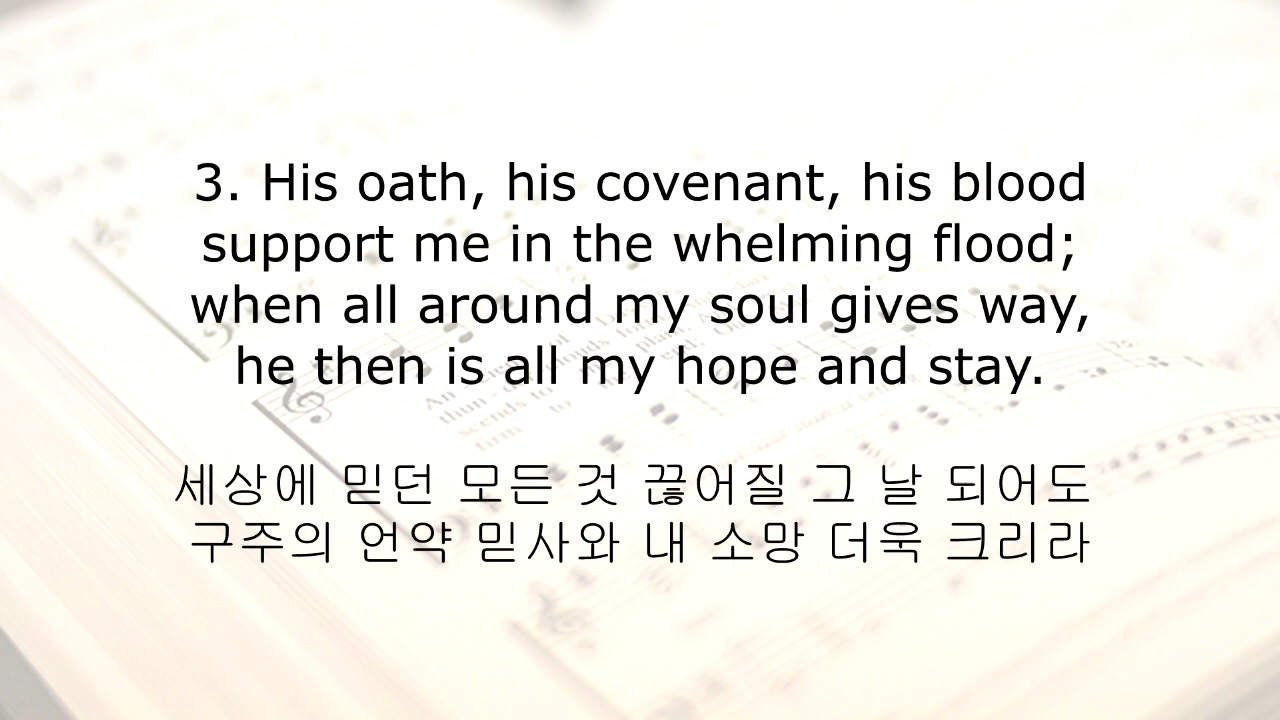 3. His oath, his covenant, his blood
support me in the whelming flood;
when all around my soul gives way,
he then is all my hope and stay.
세상에 믿던 모든 것 끊어질 그 날 되어도
구주의 언약 믿사와 내 소망 더욱 크리라